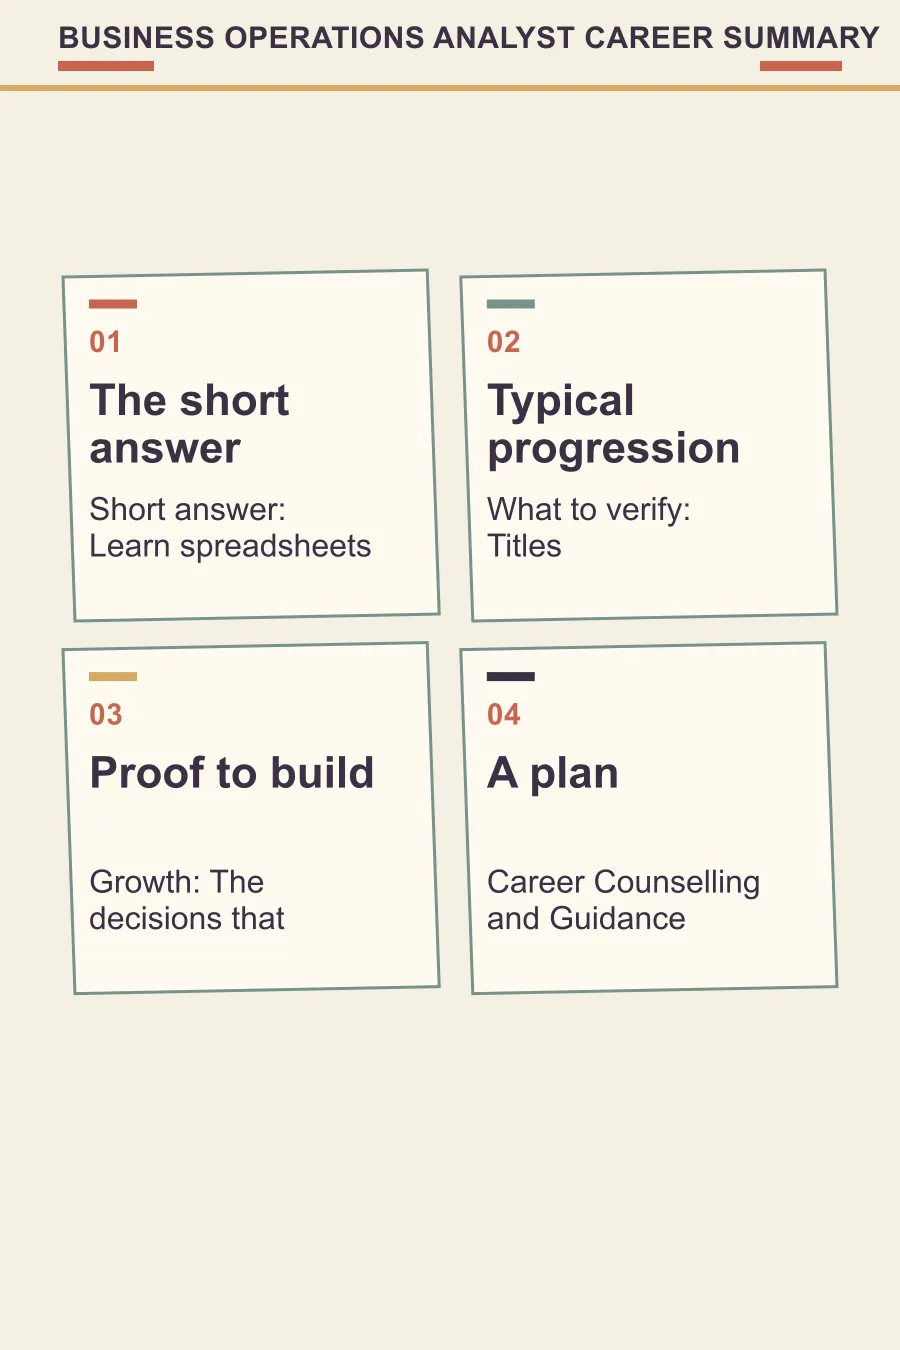 BUSINESS OPERATIONS ANALYST CAREER SUMMARY
01
The short
answer
Short answer:
Learn spreadsheets
02
Typical
progression
What to verify:
Titles
03
Proof to build
Growth: The
decisions that
04
A plan
Career Counselling
and Guidance